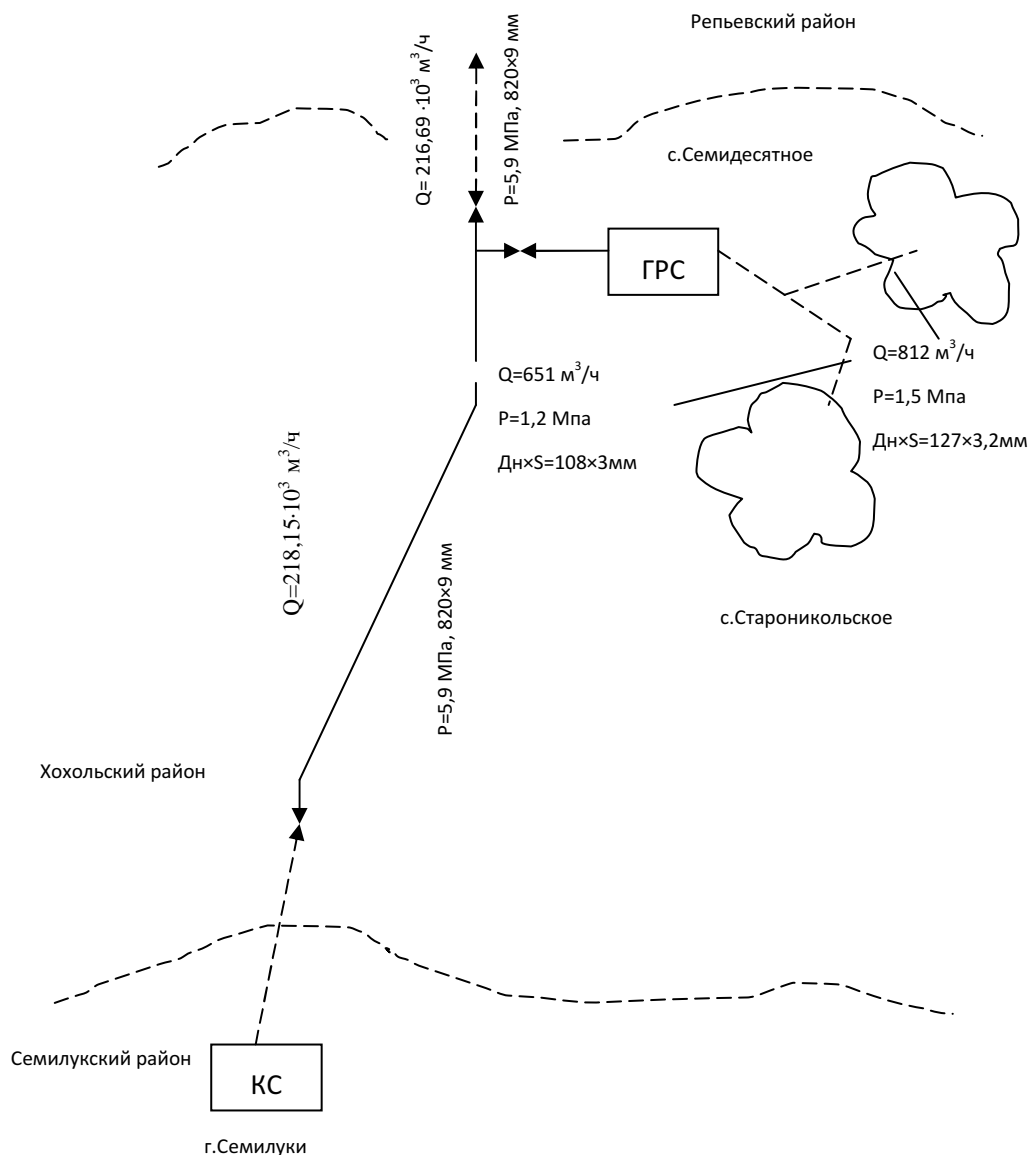 Репьевский район
Q= 216,69 ·10³ м³/ч
P=5,9 МПа, 820×9 мм
с.Семидесятное
ГРС
Q=812 м³/ч
P=1,5 Мпа
Дн×S=127×3,2мм
Q=651 м³/ч
P=1,2 Мпа
Дн×S=108×3мм
Q=218,15·10³ м³/ч
P=5,9 МПа, 820×9 мм
с.Староникольское
Хохольский район
Семилукский район
КС
г.Семилуки